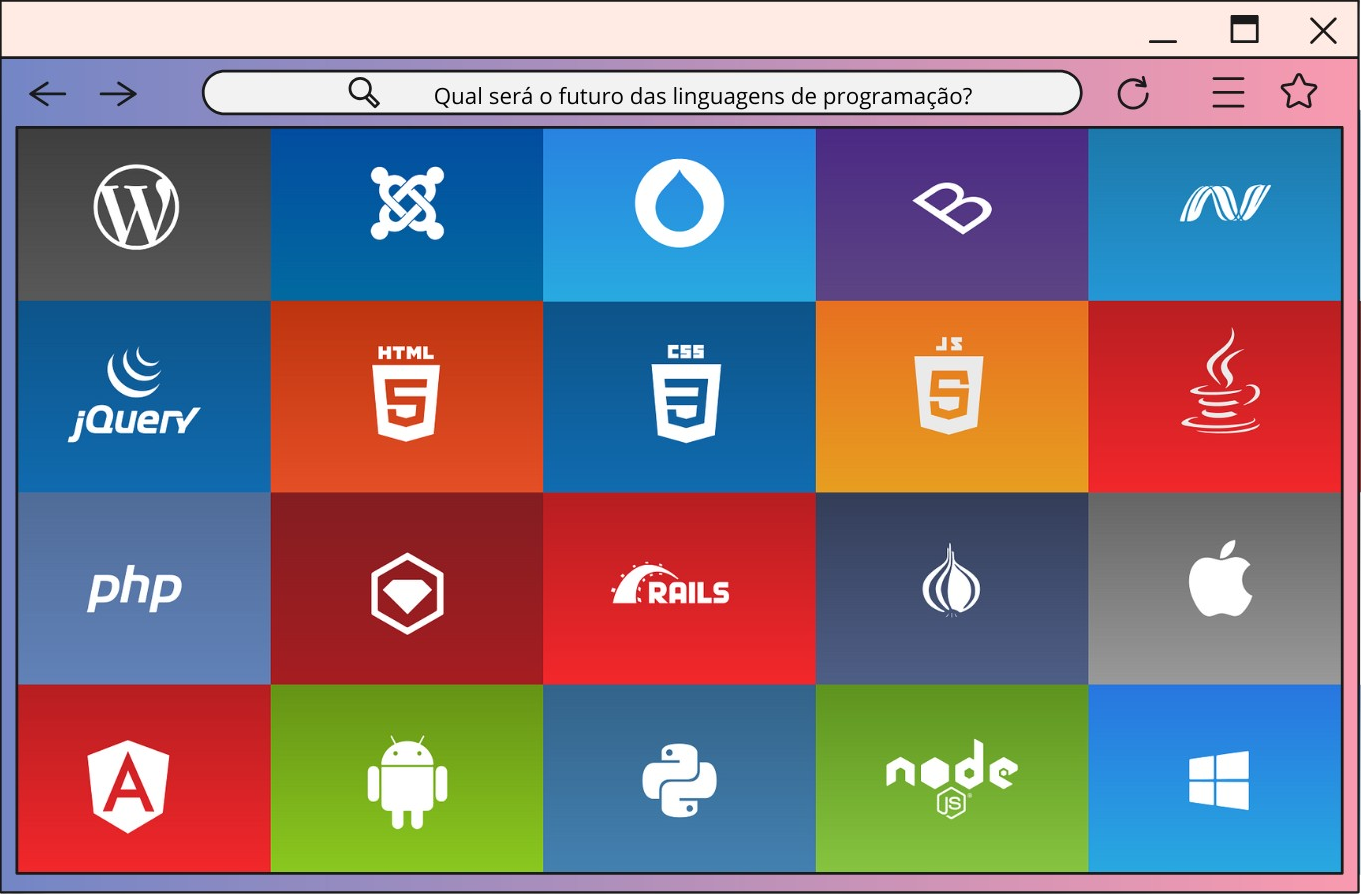 Qual será o futuro das linguagens de programação?
W
jQuery
HTML
5
CSS
3
JS
5
php
RAILS
A
node
JS